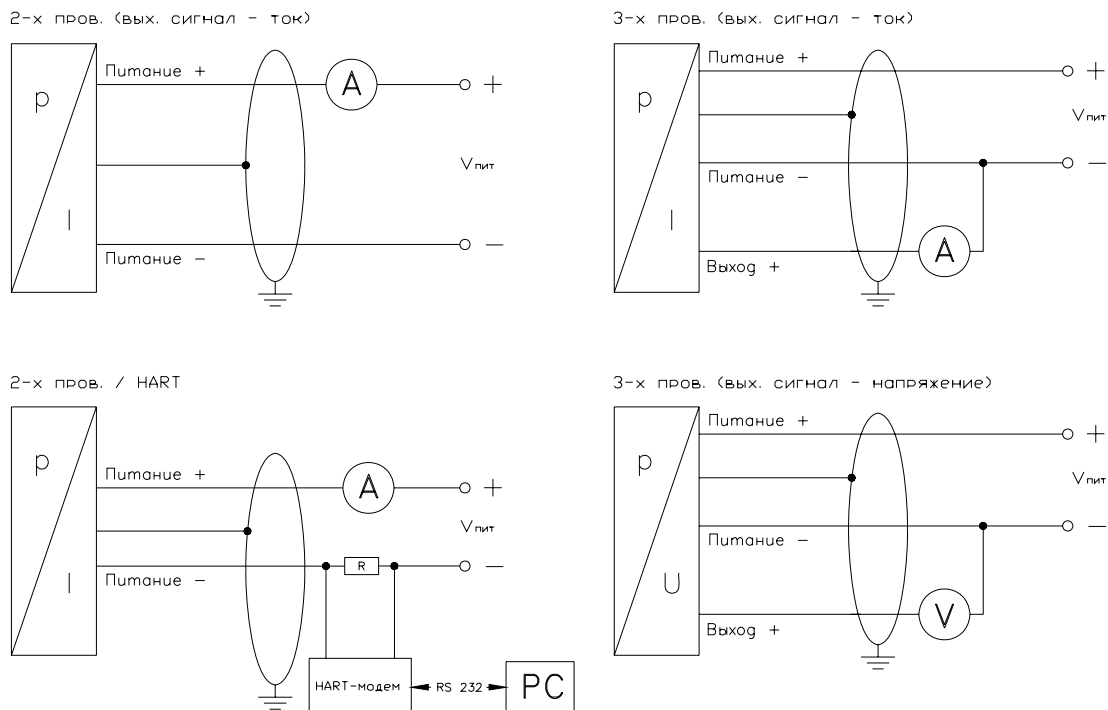 2-х пров. (вых. сигнал - ток)
p
I
Питание +
A
+
Vпит
Питание -
-
3-х пров. (вых. сигнал - ток)
p
I
Питание +
+
Vпит
-
Питание -
A
Выход +
2-х пров. / HART
p
I
Питание +
A
+
Vпит
R
-
Питание -
HART-модем
RS 232
PC
3-х пров. (вых. сигнал - напряжение)
p
U
Питание +
+
Vпит
-
Питание -
V
Выход +